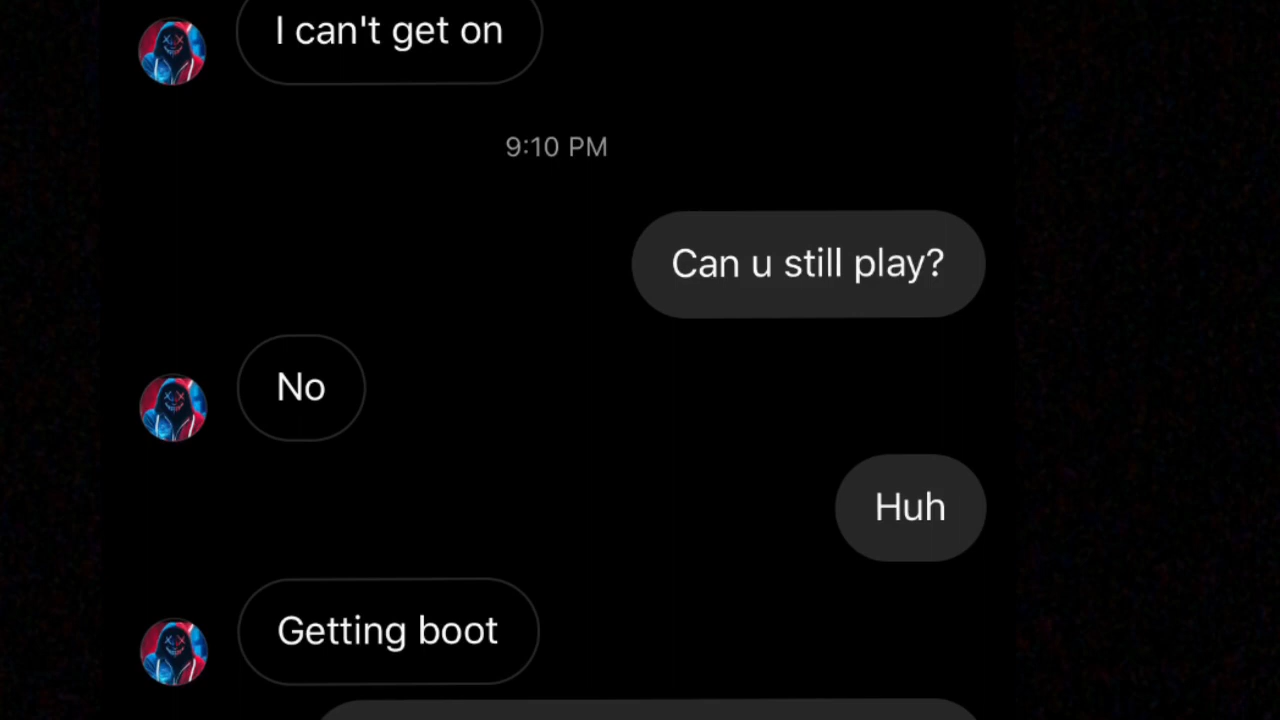 I can't get on
9:10 PM
Can u still play?
No
Huh
Getting boot